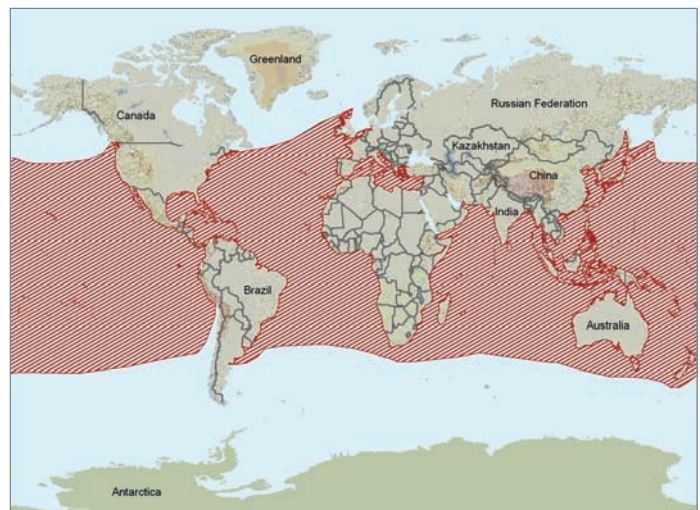 Greenland
Canada
Russian Federation
Kazakhstan
China
India
Brazil
Australia
Antarctica